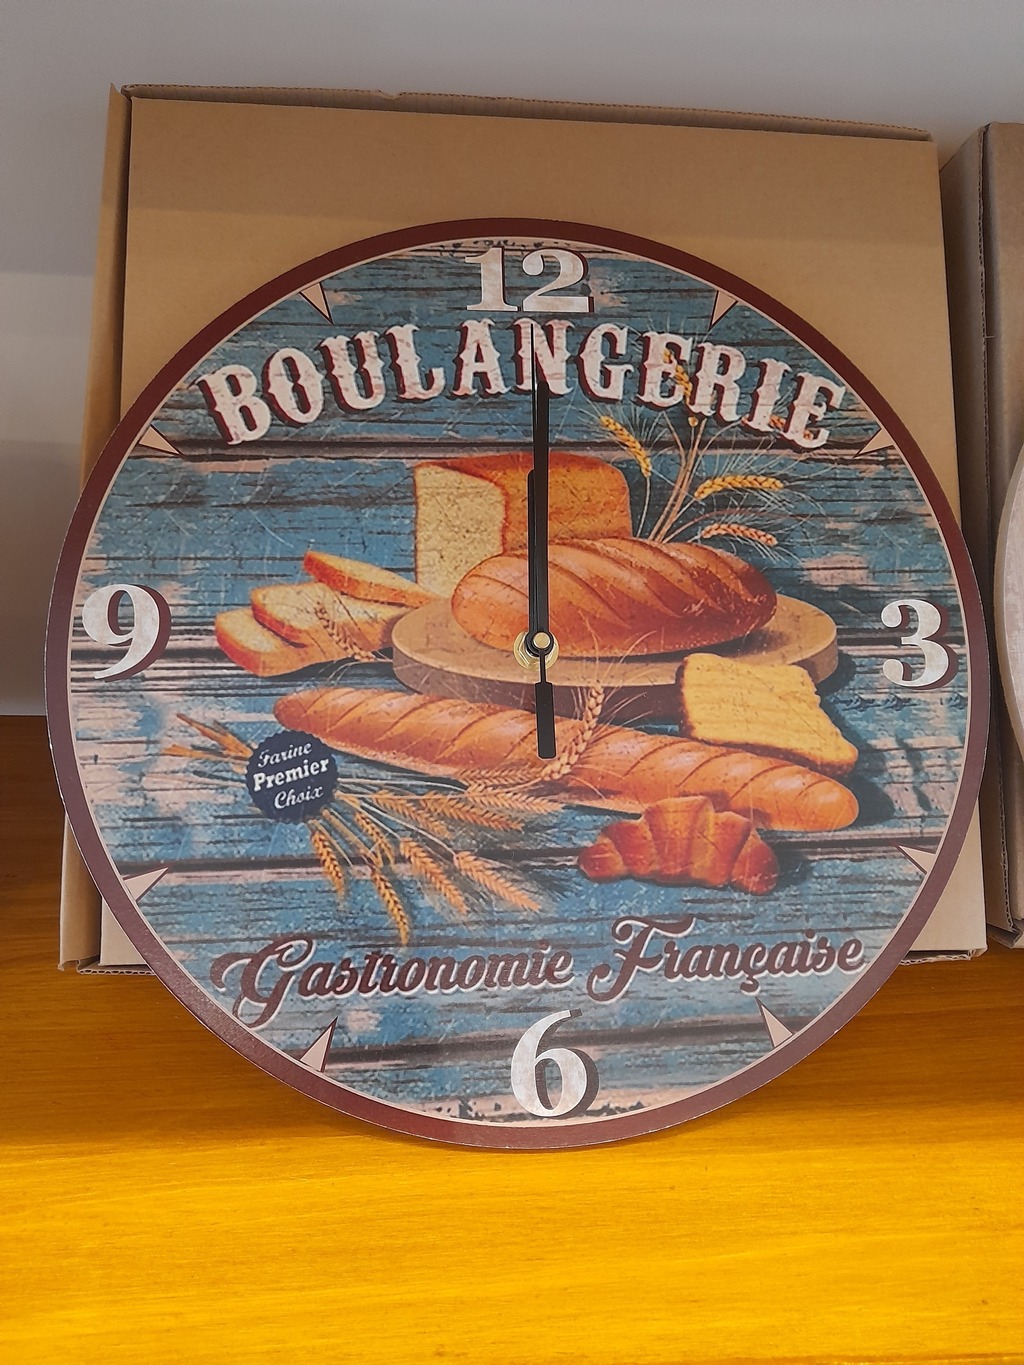 12
BOULANGERIE
9
3
Farine
Premier
Choix
Gastronomie Française
6